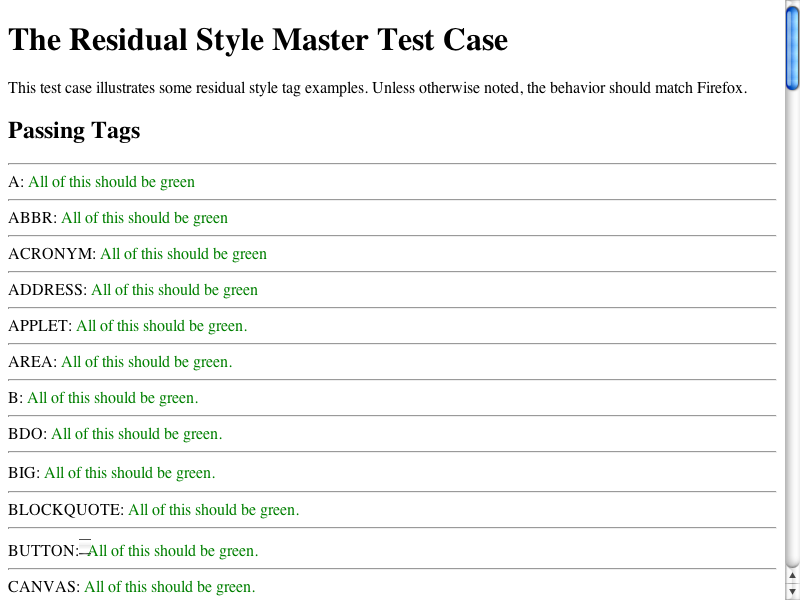 The Residual Style Master Test Case
This test case illustrates some residual style tag examples. Unless otherwise noted, the behavior should match Firefox.
Passing Tags
A: All of this should be green
ABBR: All of this should be green
ACRONYM: All of this should be green
ADDRESS: All of this should be green
APPLET: All of this should be green.
AREA: All of this should be green.
B: All of this should be green.
BDO: All of this should be green.
BIG: All of this should be green.
BLOCKQUOTE: All of this should be green.
BUTTON: All of this should be green.
CANVAS: All of this should be green.